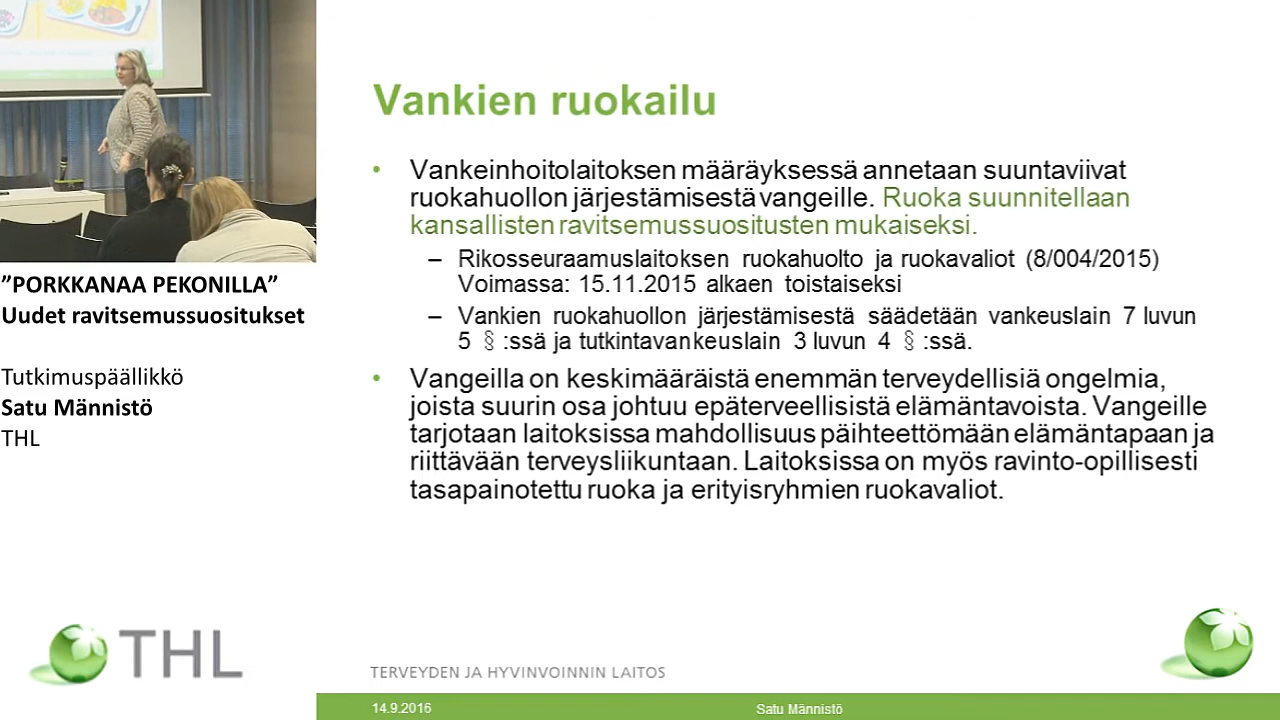 Vankien ruokailu
• Vankeinhoitolaitoksen määräyksessä annetaan suuntaviivat
ruokahuollon järjestämisestä vangeille. Ruoka suunnitellaan
kansallisten ravitsemussuositusten mukaiseksi.
– Rikosseuraamuslaitoksen ruokahuolto ja ruokavaliot (8/004/2015)
Voimassa: 15.11.2015 alkaen toistaiseksi
– Vankien ruokahuollon järjestämisestä säädetään vankeuslain 7 luvun
5 § :ssä ja tutkintavankeuslain 3 luvun 4 § :ssä.
• Vangeilla on keskimääräistä enemmän terveydellisiä ongelmia,
joista suurin osa johtuu epäterveellisistä elämäntavoista. Vangeille
tarjotaan laitoksissa mahdollisuus päihteettömään elämäntapaan ja
riittävään terveysliikuntaan. Laitoksissa on myös ravinto-opillisesti
tasapainotettu ruoka ja erityisryhmien ruokavaliot.
”PORKKANAA PEKONILLA”
Uudet ravitsemussuositukset
Tutkimuspäällikkö
Satu Männistö
THL
THL
TERVEYDEN JA HYVINVOINNIN LAITOS
14.9.2016
Satu Männistö